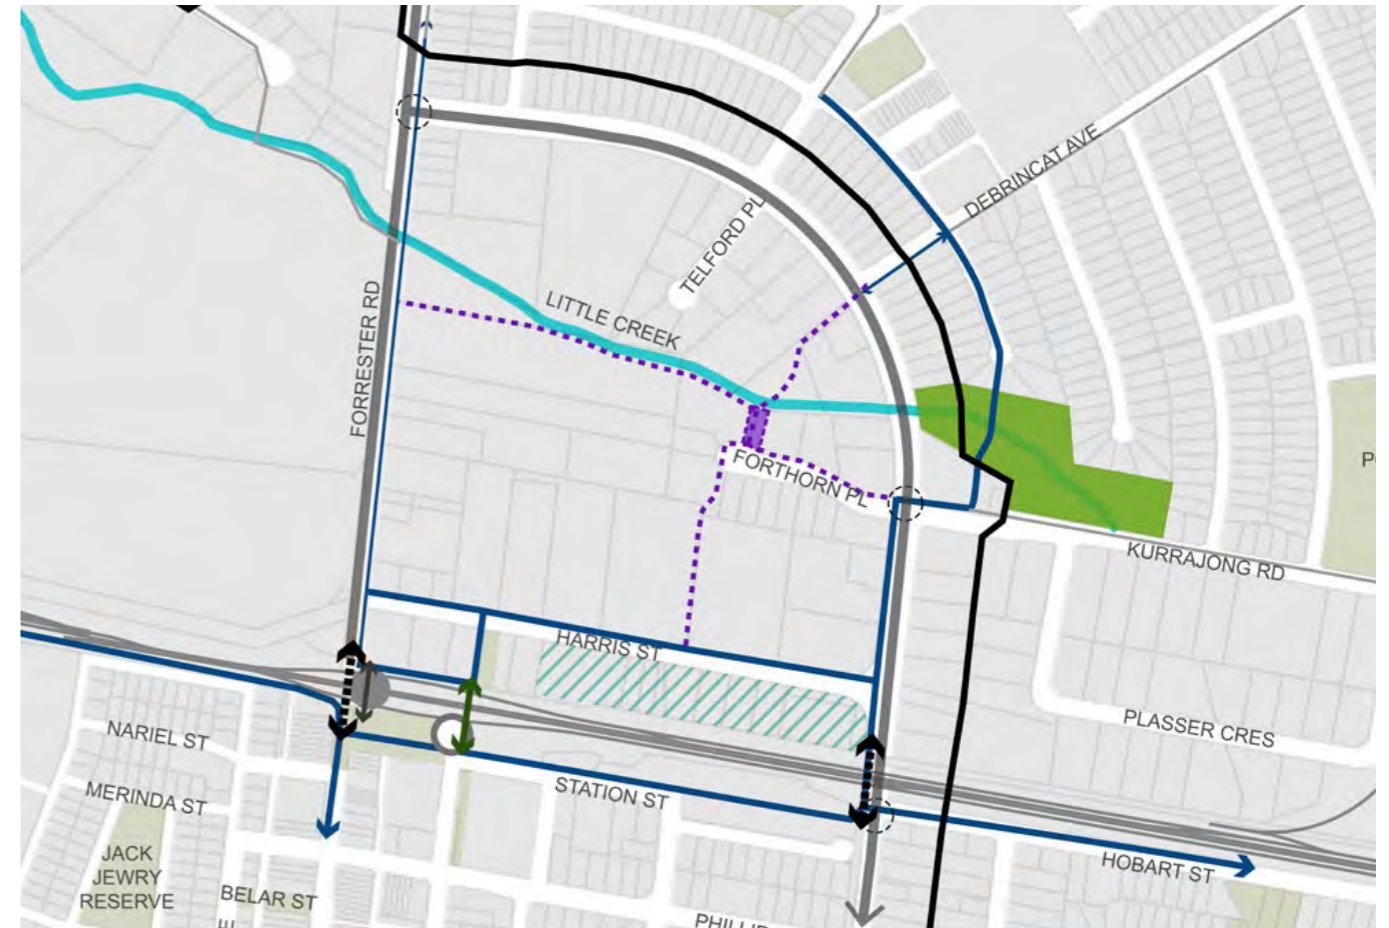 DEBRINCAT AVE
TELFORD PL
LITTLE CREEK
FORRESTER RD
FORTHORN PL
KURRAJONG RD
HARRIS ST
PLASSER CRES
NARIEL ST
STATION ST
MERINDA ST
JACK
JEWRY
RESERVE
HOBART ST
BELAR ST